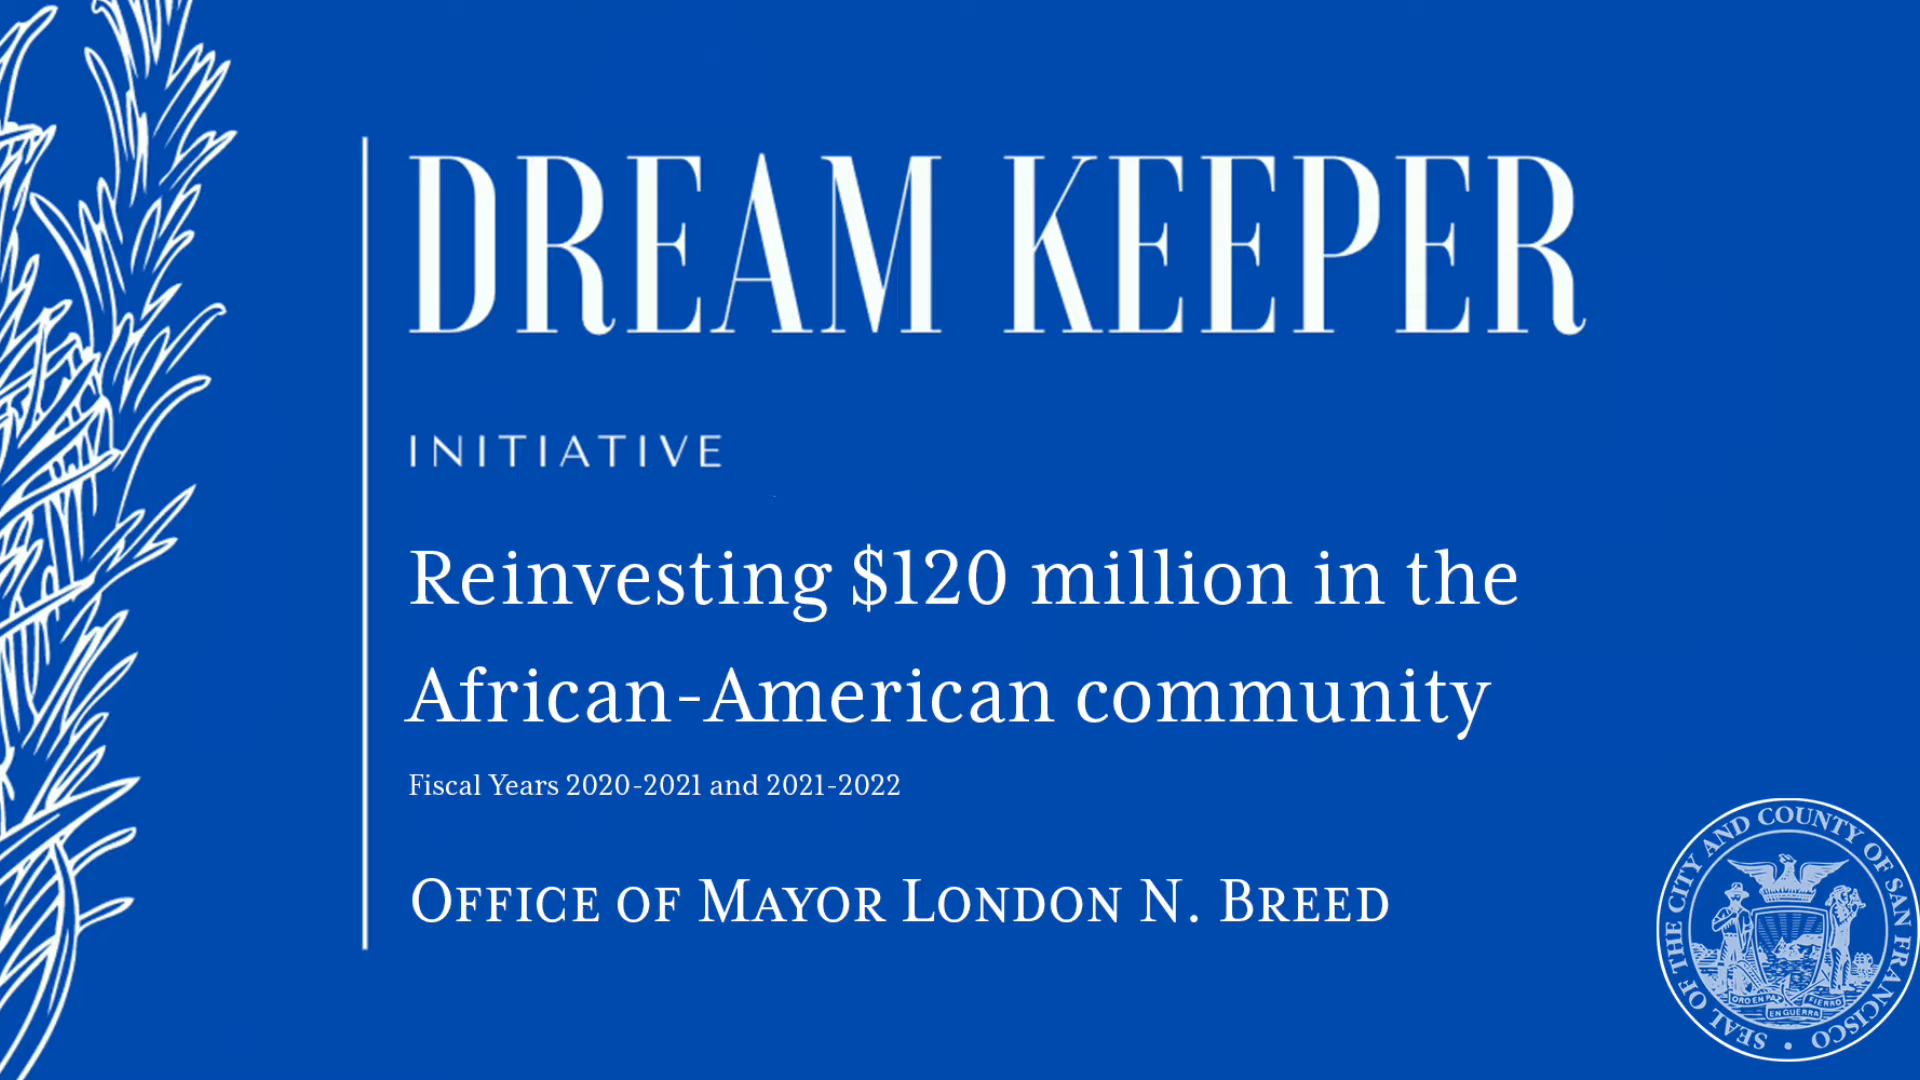 DREAM KEEPER
INITIATIVE
Reinvesting $120 million in the
African-American community
Fiscal Years 2020-2021 and 2021-2022
OFFICE OF MAYOR LONDON N. BREED
SEAL OF THE CITY AND COUNTY OF SAN FRANCISCO
ORO EN PAZ
FIERRO
EN GUERRA